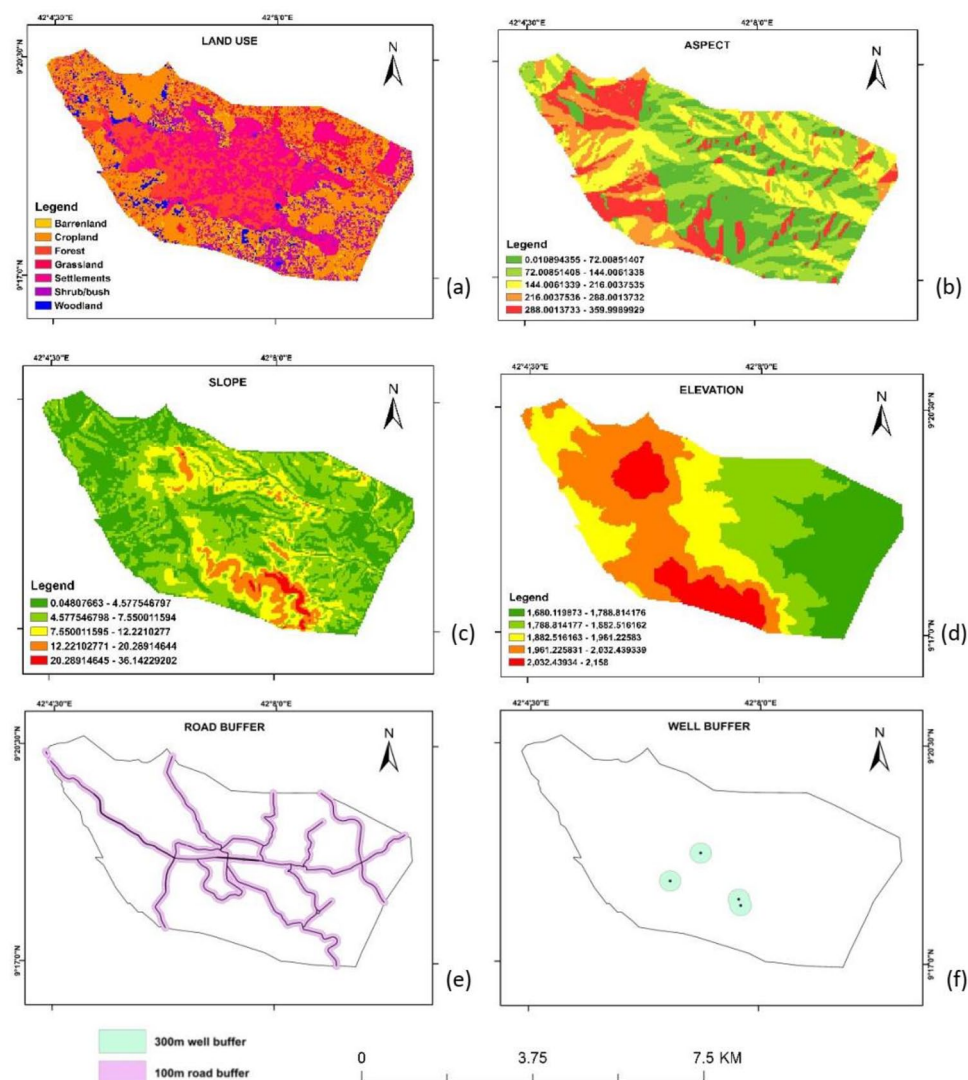 42°4'30"E 42°8'0"E
LAND USE
N
9°20'30"N
Legend
Barrenland
Cropland
Forest
Grassland
Settlements
Shrub/bush
Woodland
9°17'0"N
(a)
42°4'30"E 42°8'0"E
ASPECT
N
Legend
0.010894355 - 72.00851407
72.00851408 - 144.0061338
144.0061339 - 216.0037535
216.0037536 - 288.0013732
288.0013733 - 359.9989929
(b)
42°4'30"E 42°8'0"E
SLOPE
N
Legend
0.04807663 - 4.577546797
4.577546798 - 7.550011594
7.550011595 - 12.2210277
12.22102771 - 20.28914644
20.28914645 - 36.14229202
(c)
42°4'30"E 42°8'0"E
ELEVATION
N
9°20'30"N
Legend
1,680.119873 - 1,788.814176
1,788.814177 - 1,882.516162
1,882.516163 - 1,961.22583
1,961.225831 - 2,032.439339
2,032.43934 - 2,158
9°17'0"N
(d)
42°4'30"E 42°8'0"E
ROAD BUFFER
N
9°20'30"N
9°17'0"N
(e)
42°4'30"E 42°8'0"E
WELL BUFFER
N
9°20'30"N
9°17'0"N
(f)
300m well buffer
100m road buffer
0 3.75 7.5 KM